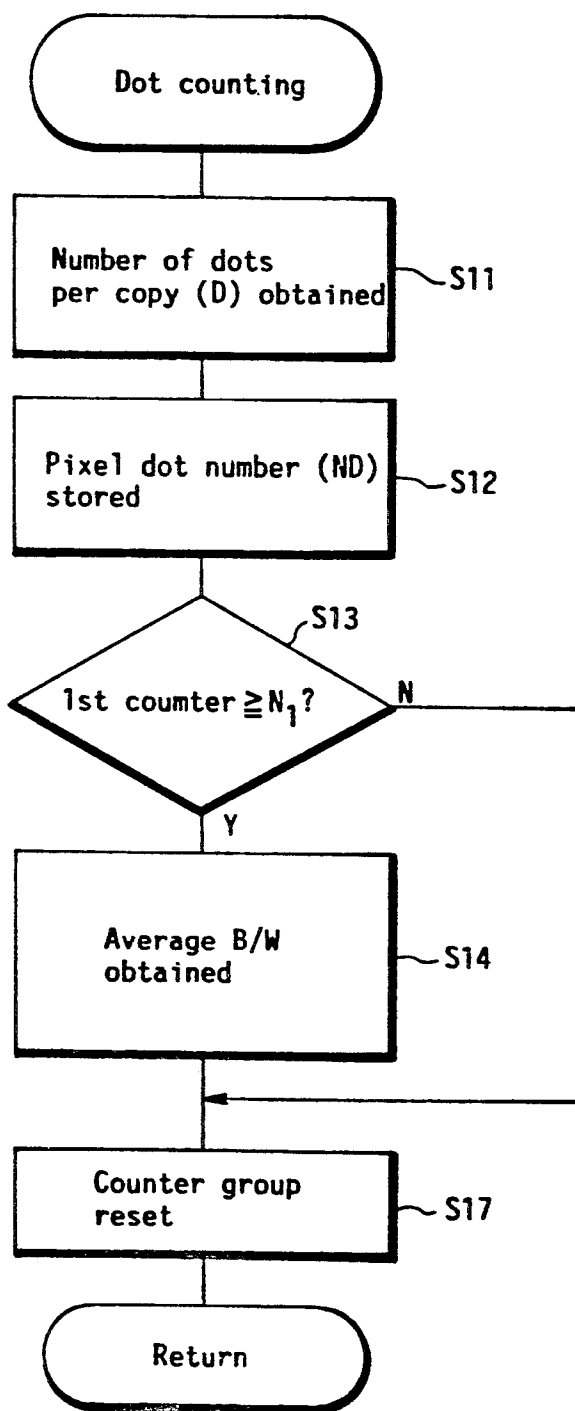 Dot counting
Number of dots
per copy (D) obtained
S11
Pixel dot number (ND)
stored
S12
S13
1st coumter ≧ N₁?
N
Y
Average B/W
obtained
S14
Counter group
reset
S17
Return